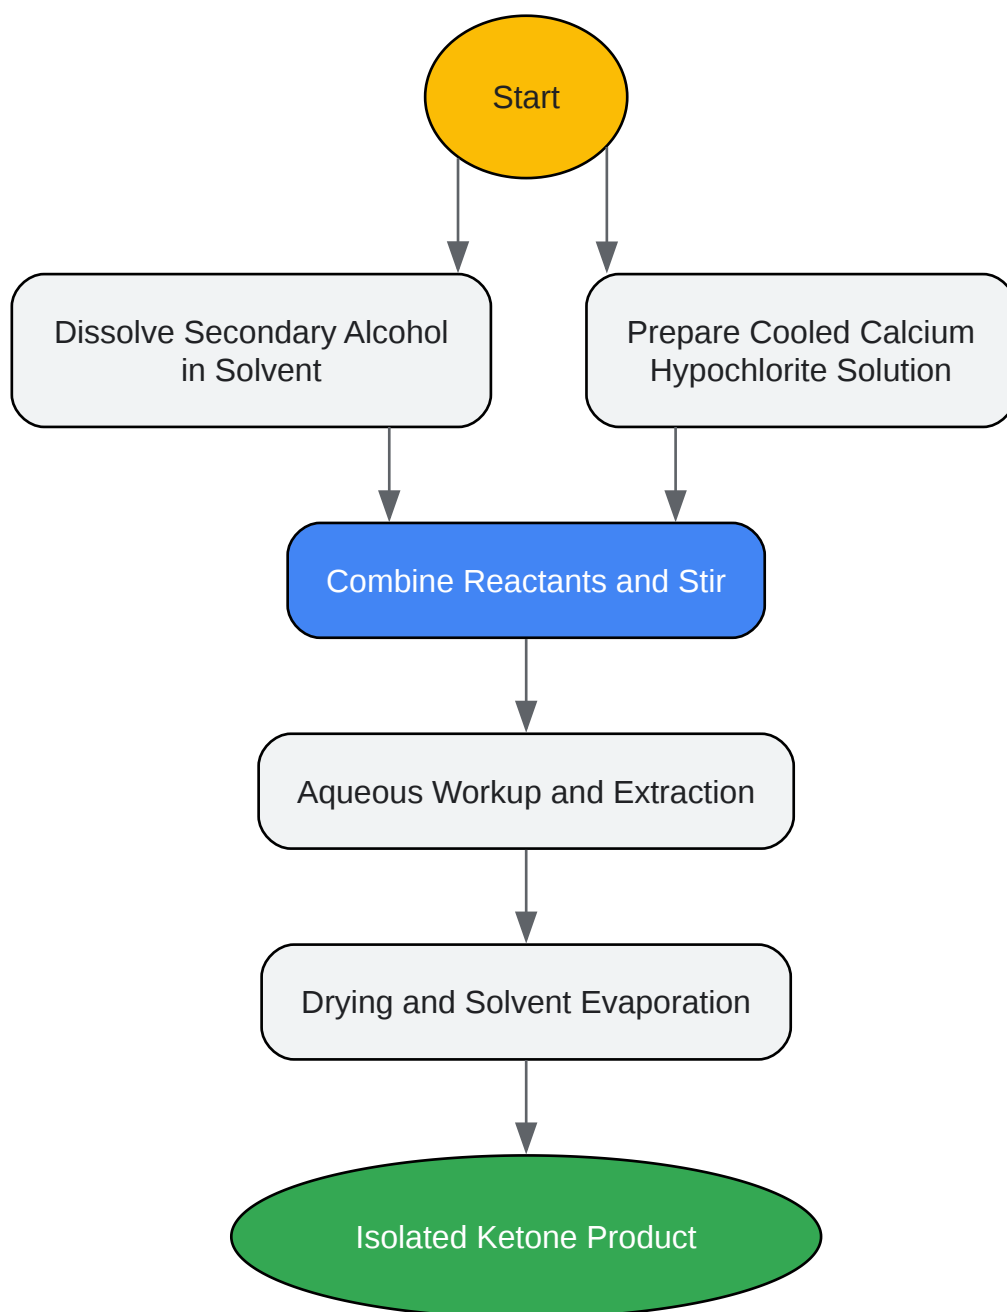 Start
Dissolve Secondary Alcohol
in Solvent
Prepare Cooled Calcium
Hypochlorite Solution
Combine Reactants and Stir
Aqueous Workup and Extraction
Drying and Solvent Evaporation
Isolated Ketone Product